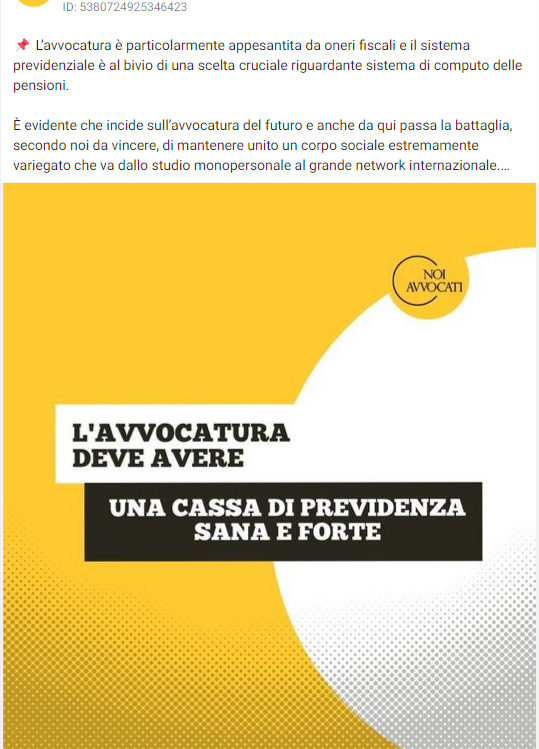 ID: 5380724925346423
📌 L'avvocatura è particolarmente appesantita da oneri fiscali e il sistema
previdenziale è al bivio di una scelta cruciale riguardante sistema di computo delle
pensioni.
È evidente che incide sull'avvocatura del futuro e anche da qui passa la battaglia,
secondo noi da vincere, di mantenere unito un corpo sociale estremamente
variegato che va dallo studio monopersonale al grande network internazionale....
NOI
AVVOCATI
L'AVVOCATURA
DEVE AVERE
UNA CASSA DI PREVIDENZA
SANA E FORTE